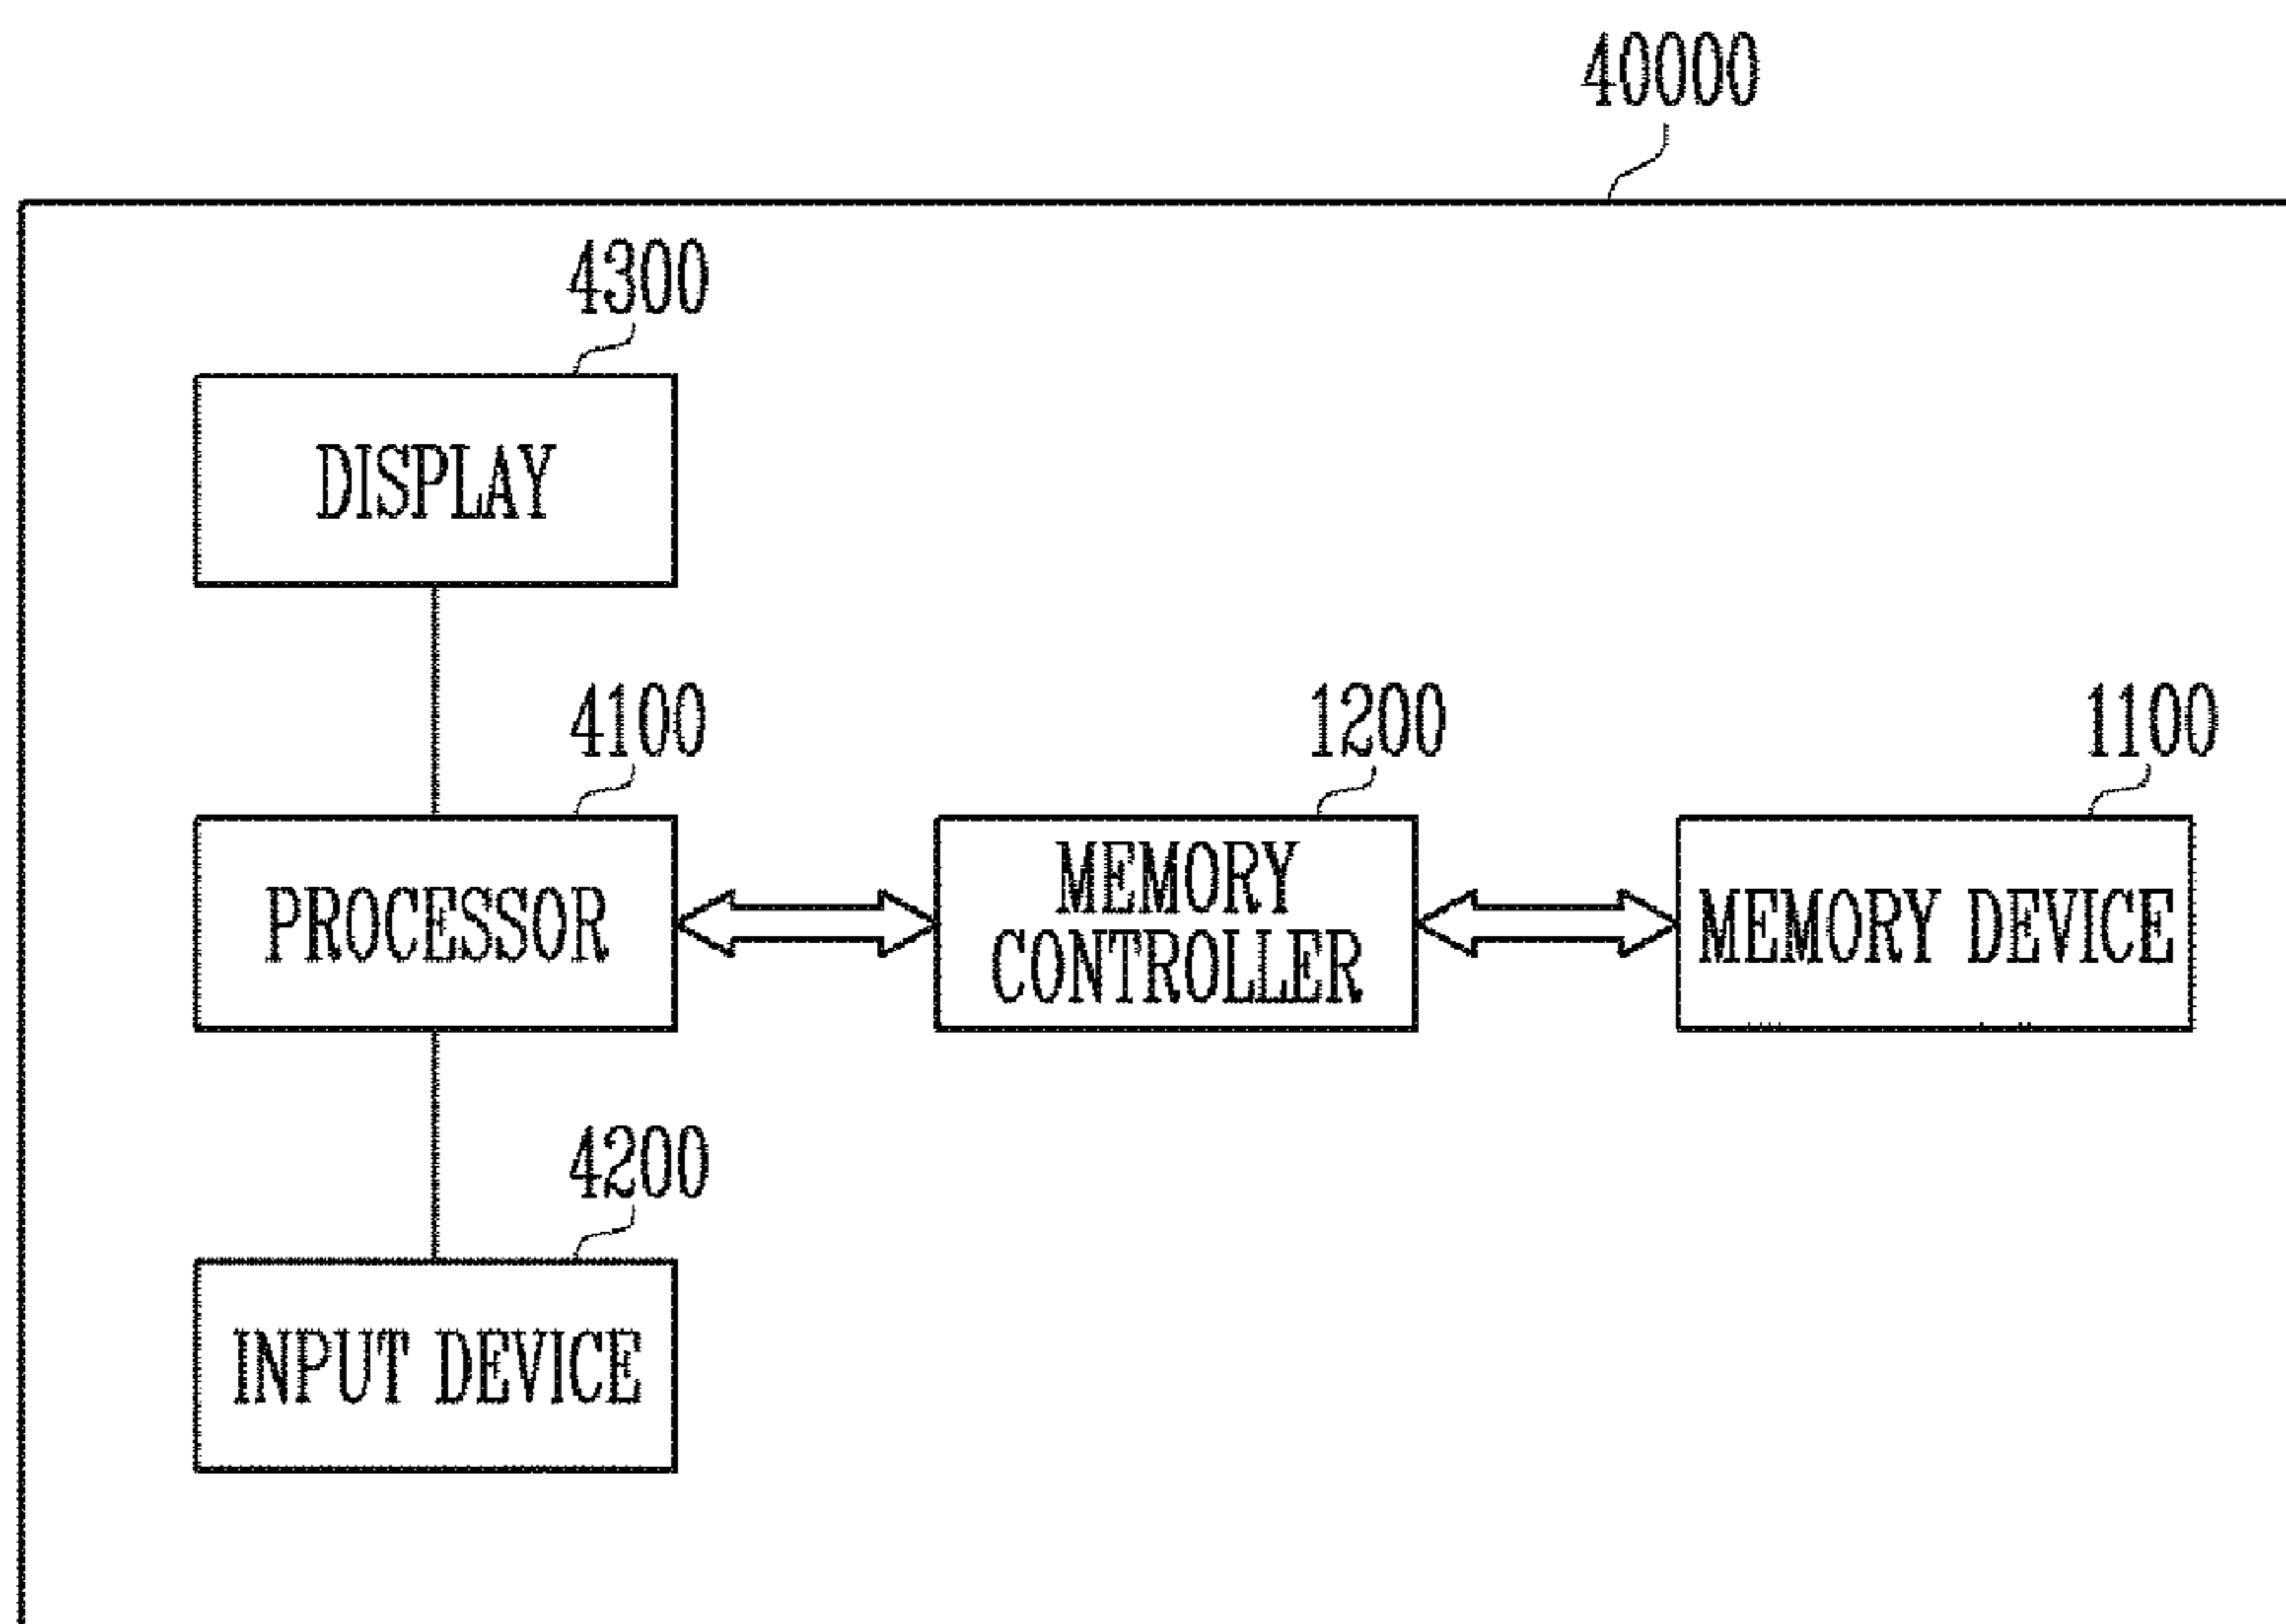 40000
4300
DISPLAY
4100
PROCESSOR
1200
MEMORY
CONTROLLER
1100
MEMORY DEVICE
4200
INPUT DEVICE